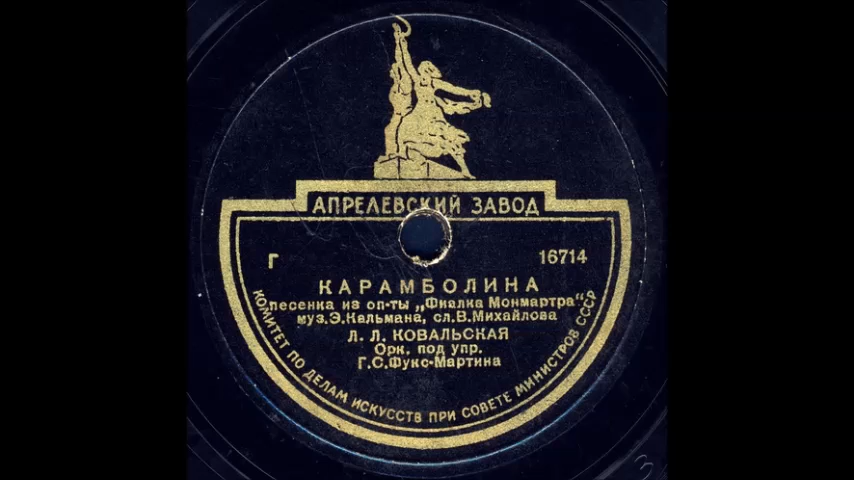 АПРЕЛЕВСКИЙ ЗАВОД
Г 16714
КАРАМБОЛИНА
песенка из оп-ты „Фиалка Монмартра"
муз.Э.Кальмана, сл.В.Михайлова
Л. Л. КОВАЛЬСКАЯ
Орк. под упр.
Г.С.Фукс-Мартина
КОМИТЕТ ПО ДЕЛАМ ИСКУССТВ ПРИ СОВЕТЕ МИНИСТРОВ СССР
3